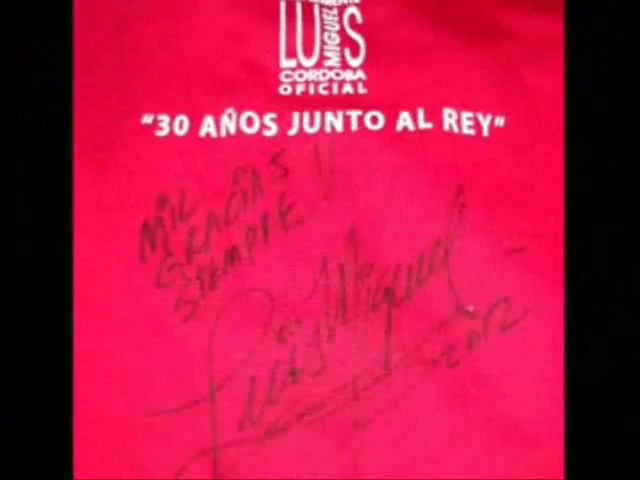 LUIS
MIGUEL
CORDOBA
OFICIAL
"30 AÑOS JUNTO AL REY"
MIL
GRACIAS
SIEMPRE !!
Luis Miguel
2012